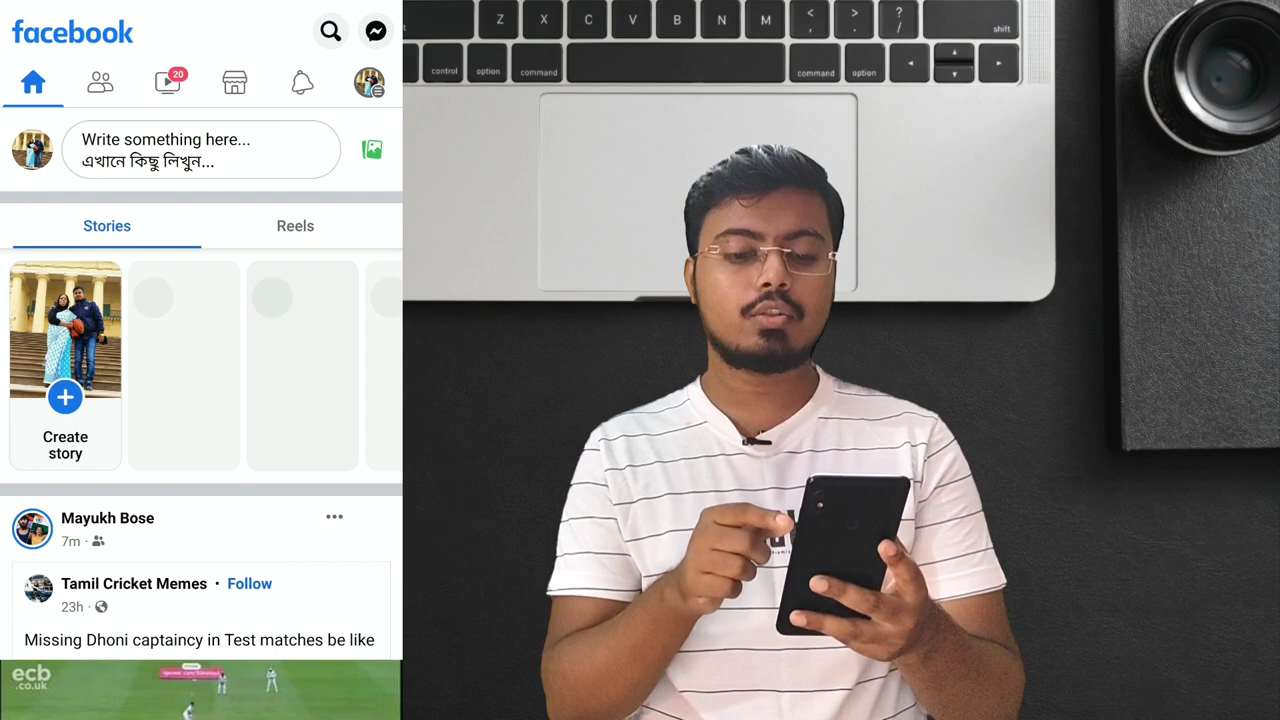 facebook
20
Write something here...
এখানে কিছু লিখুন...
Stories
Reels
Create
story
Mayukh Bose
7m
Tamil Cricket Memes • Follow
23h
Missing Dhoni captaincy in Test matches be like
ecb
.co.uk
Z X C V B N M < , > . ? / shift
control option command command option